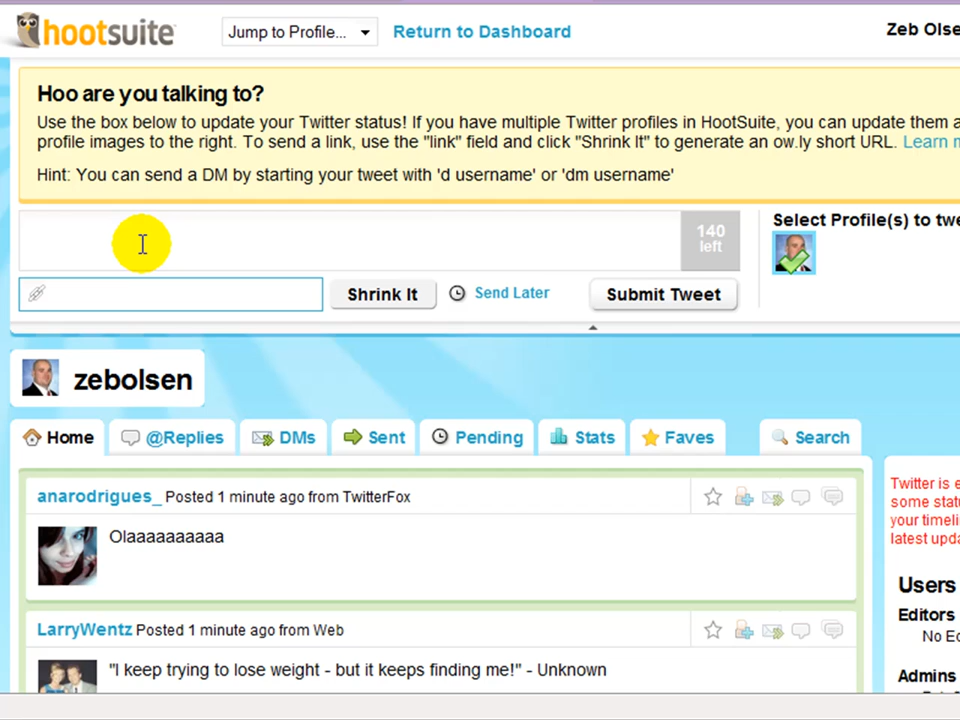 hootsuite
Jump to Profile...
Return to Dashboard
Zeb Olse
Hoo are you talking to?
Use the box below to update your Twitter status! If you have multiple Twitter profiles in HootSuite, you can update them a
profile images to the right. To send a link, use the "link" field and click "Shrink It" to generate an ow.ly short URL. Learn m
Hint: You can send a DM by starting your tweet with 'd username' or 'dm username'
140
left
Select Profile(s) to twe
Shrink It
Send Later
Submit Tweet
zebolsen
Home
@Replies
DMs
Sent
Pending
Stats
Faves
Search
anarodrigues_ Posted 1 minute ago from TwitterFox
Olaaaaaaaaaa
LarryWentz Posted 1 minute ago from Web
"I keep trying to lose weight - but it keeps finding me!" - Unknown
Twitter is e
some statu
your timeli
latest upda
Users
Editors
No Ed
Admins